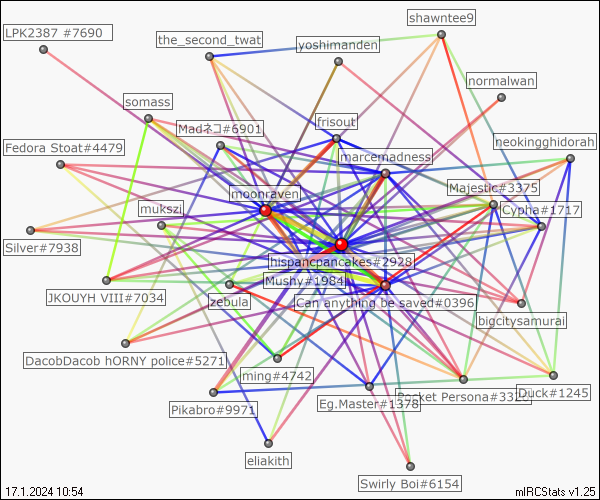 shawntee9
LPK2387 #7690
the_second_twat
yoshimanden
normalwan
somass
frisout
Madネコ#6901
neokingghidorah
Fedora Stoat#4479
marcemadness
moonraven
Majestic#3375
mukszi
Cypha#1717
Silver#7938
hispancpancakes#2928
Mushy#1984
JKOUYH VIII#7034
zebula
Can anything be saved#0396
bigcitysamurai
DacobDacob hORNY police#5271
ming#4742
Duck#1245
Pocket Persona#332
Eg.Master#1378
Pikabro#9971
eliakith
Swirly Boi#6154
17.1.2024 10:54
mIRCStats v1.25